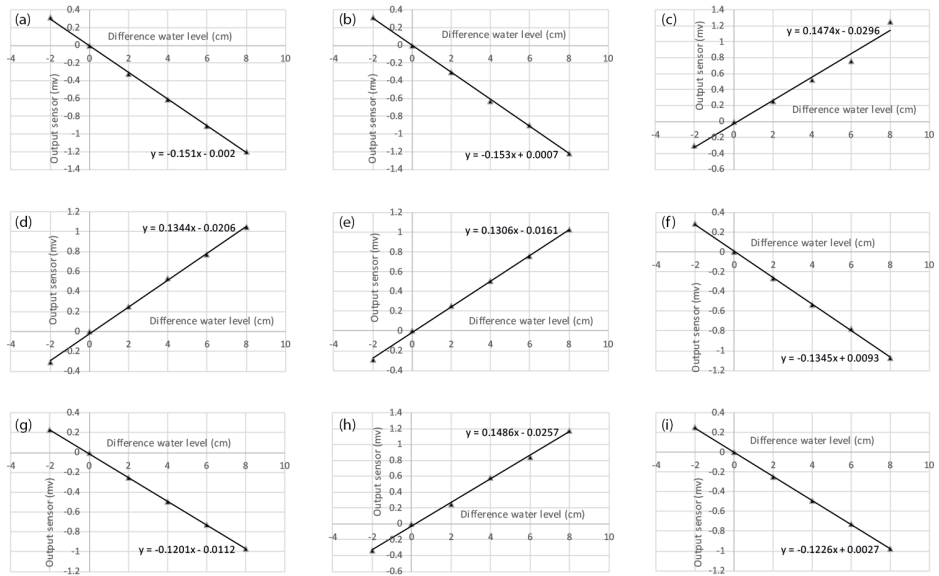 (a)
0.4
0.2
0
-0.2
-0.4
-0.6
-0.8
-1
-1.2
-1.4
-4 -2 0 2 4 6 8 10
Difference water level (cm)
Output sensor (mv)
y = -0.151x - 0.002
(b)
0.4
0.2
0
-0.2
-0.4
-0.6
-0.8
-1
-1.2
-1.4
-4 -2 0 2 4 6 8 10
Difference water level (cm)
Output sensor (mv)
y = -0.153x + 0.0007
(c)
1.4
1.2
1
0.8
0.6
0.4
0.2
0
-0.2
-0.4
-0.6
-4 -2 0 2 4 6 8 10
Difference water level (cm)
Output sensor (mv)
y = 0.1474x - 0.0296
(d)
1.2
1
0.8
0.6
0.4
0.2
0
-0.2
-0.4
-4 -2 0 2 4 6 8 10
Difference water level (cm)
Output sensor (mv)
y = 0.1344x - 0.0206
(e)
1.2
1
0.8
0.6
0.4
0.2
0
-0.2
-0.4
-4 -2 0 2 4 6 8 10
Difference water level (cm)
Output sensor (mv)
y = 0.1306x - 0.0161
(f)
0.4
0.2
0
-0.2
-0.4
-0.6
-0.8
-1
-1.2
-4 -2 0 2 4 6 8 10
Difference water level (cm)
Output sensor (mv)
y = -0.1345x + 0.0093
(g)
0.4
0.2
0
-0.2
-0.4
-0.6
-0.8
-1
-1.2
-4 -2 0 2 4 6 8 10
Difference water level (cm)
Output sensor (mv)
y = -0.1201x - 0.0112
(h)
1.4
1.2
1
0.8
0.6
0.4
0.2
0
-0.2
-0.4
-0.6
-4 -2 0 2 4 6 8 10
Difference water level (cm)
Output sensor (mv)
y = 0.1486x - 0.0257
(i)
0.4
0.2
0
-0.2
-0.4
-0.6
-0.8
-1
-1.2
-4 -2 0 2 4 6 8 10
Difference water level (cm)
Output sensor (mv)
y = -0.1226x + 0.0027